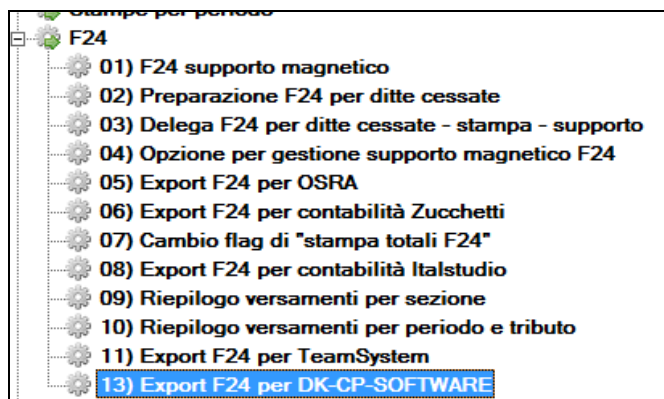 Stampe per periodo
F24
01) F24 supporto magnetico
02) Preparazione F24 per ditte cessate
03) Delega F24 per ditte cessate - stampa - supporto
04) Opzione per gestione supporto magnetico F24
05) Export F24 per OSRA
06) Export F24 per contabilità Zucchetti
07) Cambio flag di "stampa totali F24"
08) Export F24 per contabilità Italstudio
09) Riepilogo versamenti per sezione
10) Riepilogo versamenti per periodo e tributo
11) Export F24 per TeamSystem
13) Export F24 per DK-CP-SOFTWARE